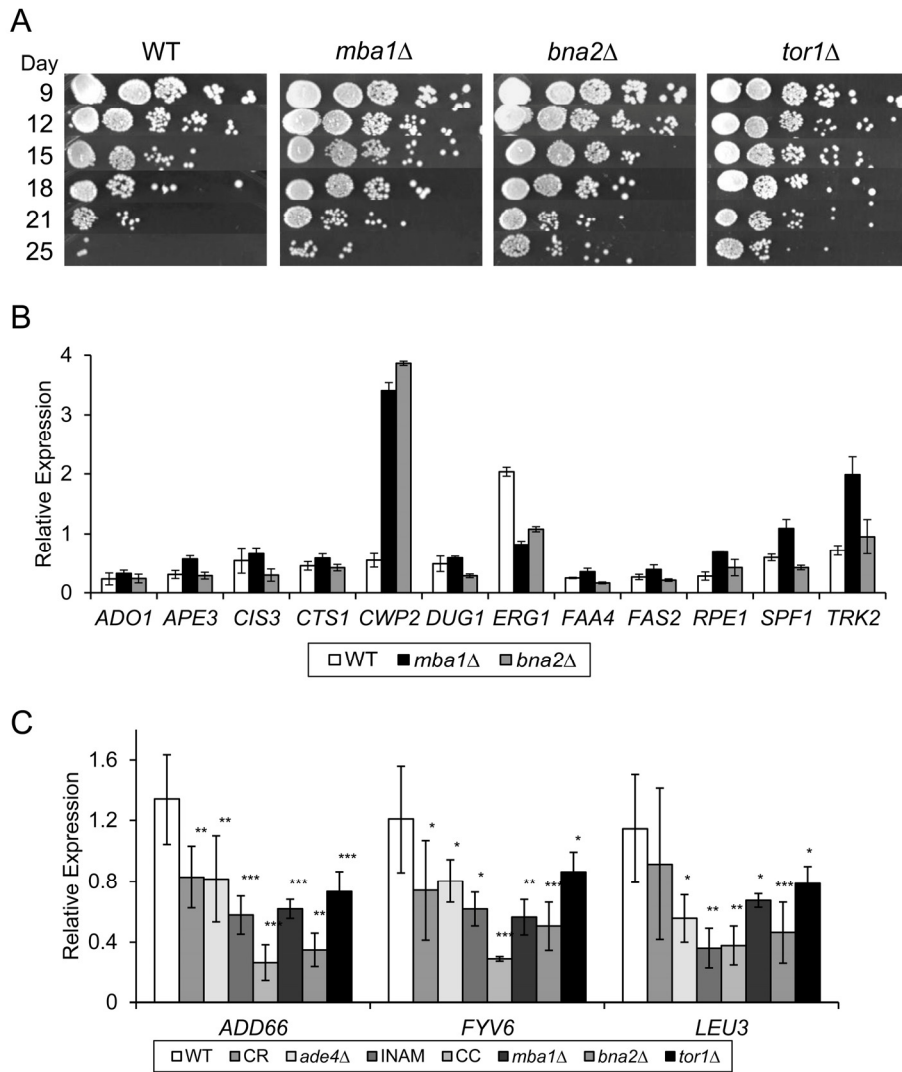 A
WT mba1Δ bna2Δ tor1Δ
Day
9
12
15
18
21
25
B
Relative Expression
4
3
2
1
0
ADO1 APE3 CIS3 CTS1 CWP2 DUG1 ERG1 FAA4 FAS2 RPE1 SPF1 TRK2
WT mba1Δ bna2Δ
C
Relative Expression
1.6
1.2
0.8
0.4
0
** ** *** *** *** ** ***
* * * *** ** *** *
* ** ** * *** *
ADD66 FYV6 LEU3
WT CR ade4Δ INAM CC mba1Δ bna2Δ tor1Δ